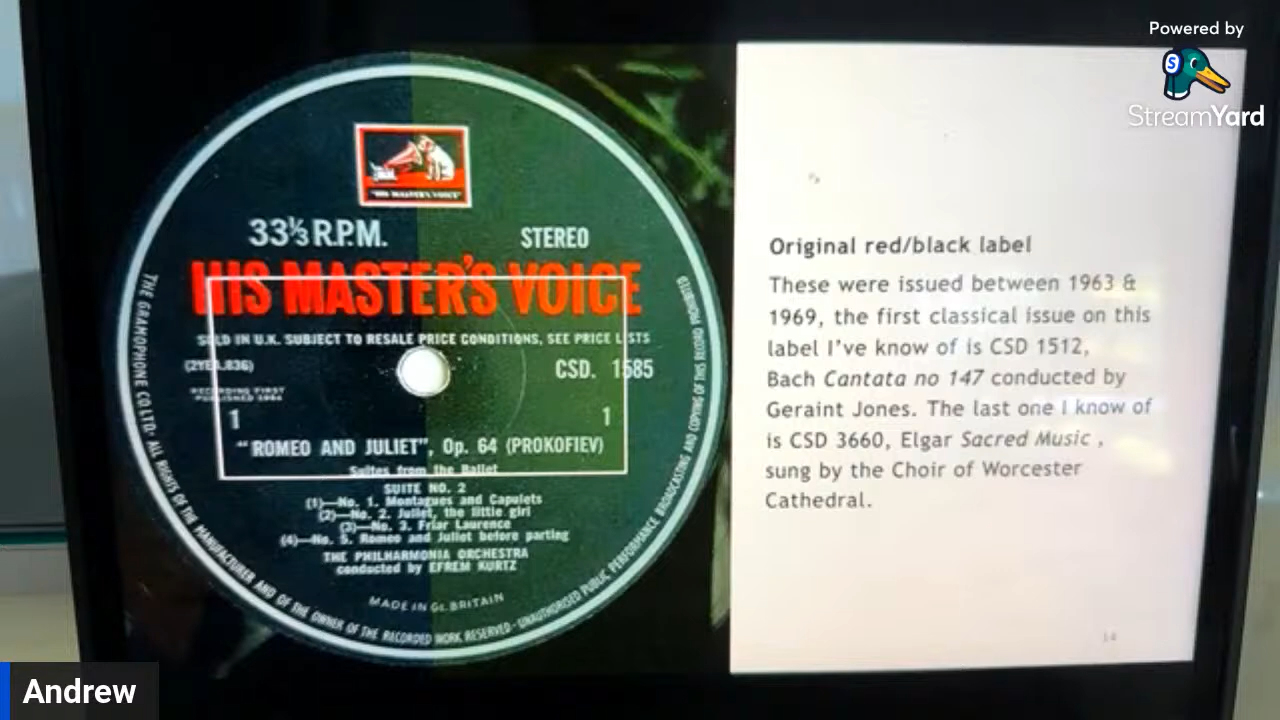 Powered by
StreamYard
"HIS MASTER'S VOICE"
33⅓ R.P.M. STEREO
HIS MASTER'S VOICE
SOLD IN U.K. SUBJECT TO RESALE PRICE CONDITIONS, SEE PRICE LISTS
CSD. 1585
RECORDING FIRST
PUBLISHED 1964
1 1
"ROMEO AND JULIET", Op. 64 (PROKOFIEV)
Suites from the Ballet
SUITE NO. 2
(1)—No. 1. Montagues and Capulets
(2)—No. 2. Juliet, the little girl
(3)—No. 3. Friar Laurence
(4)—No. 5. Romeo and Juliet before parting
THE PHILHARMONIA ORCHESTRA
conducted by EFREM KURTZ
MADE IN GT. BRITAIN
THE GRAMOPHONE CO. LTD. ALL RIGHTS OF THE MANUFACTURER AND OF THE OWNER OF THE RECORDED WORK RESERVED · UNAUTHORISED PUBLIC PERFORMANCE BROADCASTING AND COPYING OF THIS RECORD PROHIBITED
Original red/black label
These were issued between 1963 &
1969, the first classical issue on this
label I've know of is CSD 1512,
Bach Cantata no 147 conducted by
Geraint Jones. The last one I know of
is CSD 3660, Elgar Sacred Music ,
sung by the Choir of Worcester
Cathedral.
14
Andrew